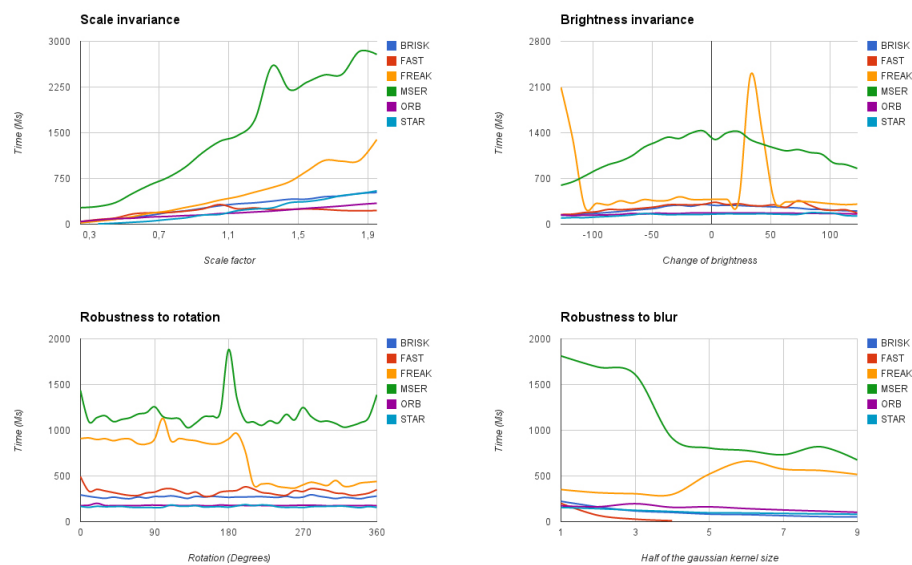 Scale invariance
3000
2250
1500
750
0
Time (Ms)
0,3 0,7 1,1 1,5 1,9
Scale factor
BRISK
FAST
FREAK
MSER
ORB
STAR
Brightness invariance
2800
2100
1400
700
0
Time (Ms)
-100 -50 0 50 100
Change of brightness
BRISK
FAST
FREAK
MSER
ORB
STAR
Robustness to rotation
2000
1500
1000
500
0
Time (Ms)
0 90 180 270 360
Rotation (Degrees)
BRISK
FAST
FREAK
MSER
ORB
STAR
Robustness to blur
2000
1500
1000
500
0
Time (Ms)
1 3 5 7 9
Half of the gaussian kernel size
BRISK
FAST
FREAK
MSER
ORB
STAR